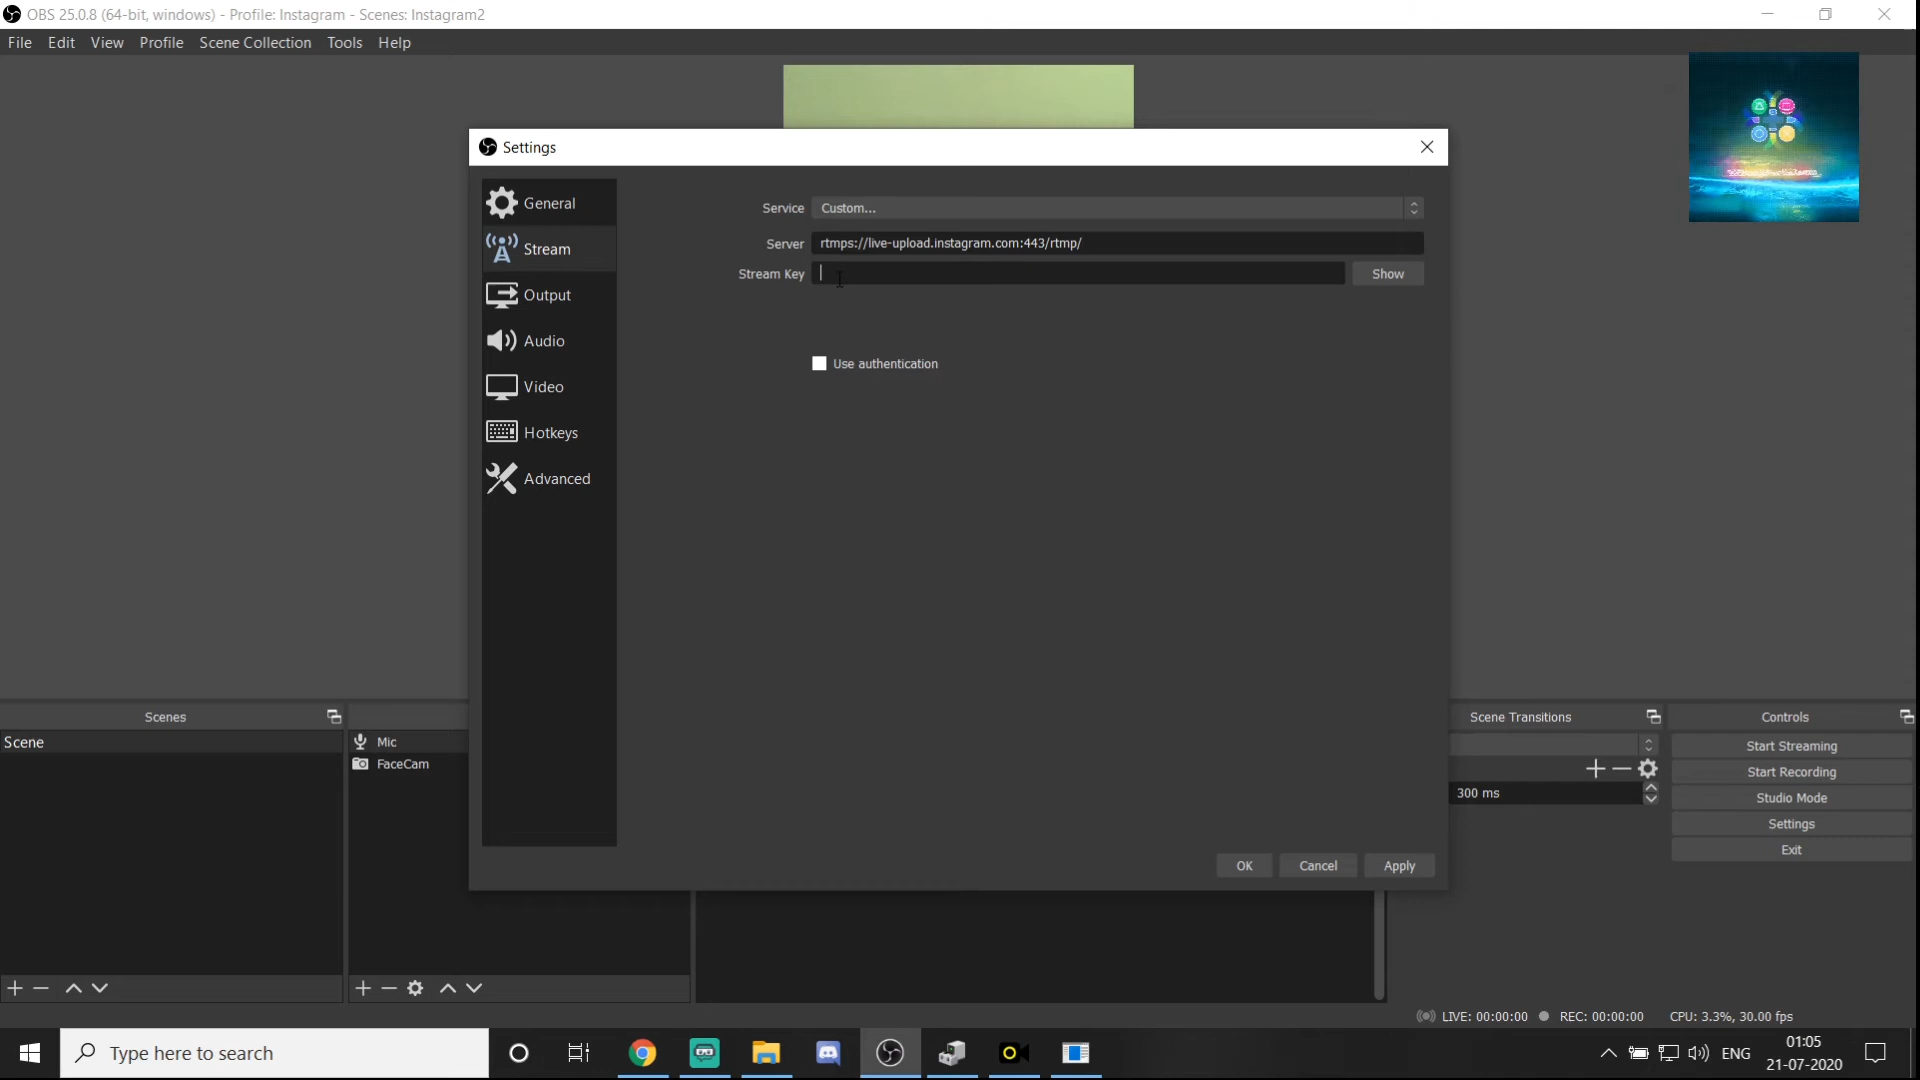 OBS 25.0.8 (64-bit, windows) - Profile: Instagram - Scenes: Instagram2
File Edit View Profile Scene Collection Tools Help
Settings
General
Stream
Output
Audio
Video
Hotkeys
Advanced
Service Custom...
Server rtmps://live-upload.instagram.com:443/rtmp/
Stream Key Show
Use authentication
OK Cancel Apply
Scenes
Scene
Mic
FaceCam
Scene Transitions
300 ms
Controls
Start Streaming
Start Recording
Studio Mode
Settings
Exit
LIVE: 00:00:00 REC: 00:00:00 CPU: 3.3%, 30.00 fps
Type here to search
ENG
01:05
21-07-2020